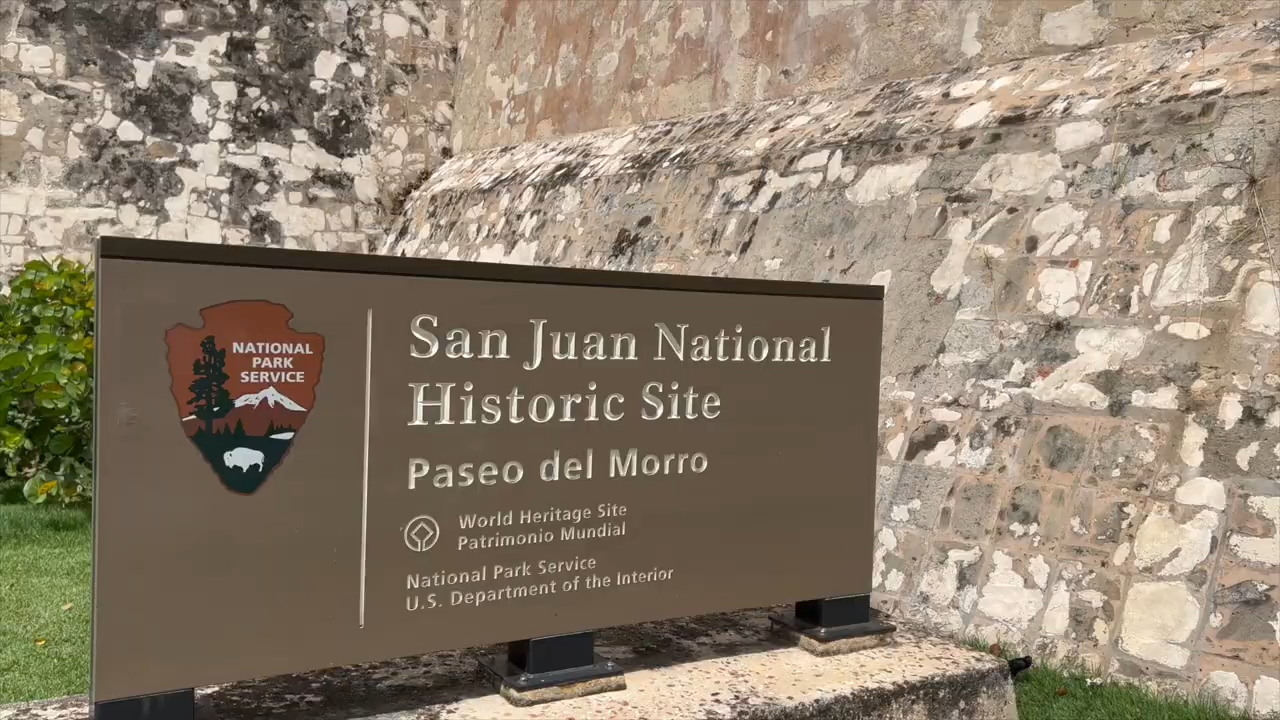 NATIONAL
PARK
SERVICE
San Juan National
Historic Site
Paseo del Morro
World Heritage Site
Patrimonio Mundial
National Park Service
U.S. Department of the Interior